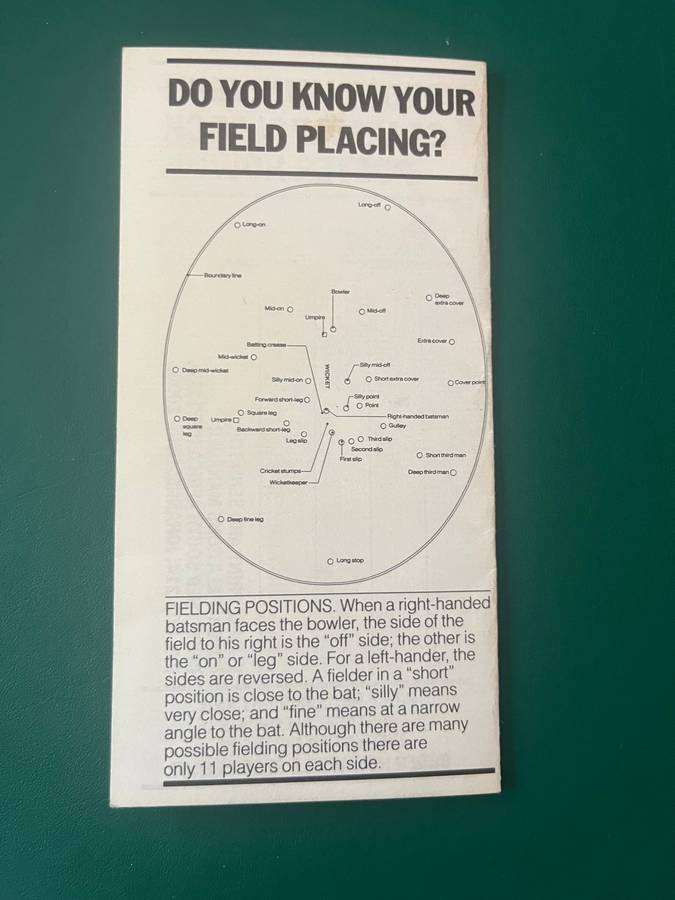 DO YOU KNOW YOUR
FIELD PLACING?
Long-off
Long-on
Boundary line
Bowler
Deep
extra cover
Mid-on
Mid-off
Umpire
Extra cover
Batting crease
Mid-wicket
WICKET
Silly mid-off
Deep mid-wicket
Silly mid-on
Short extra cover
Cover point
Forward short-leg
Silly point
Point
Square leg
Right-handed batsman
Deep
square
leg
Umpire
Backward short-leg
Gulley
Leg slip
Third slip
Second slip
First slip
Short third man
Cricket stumps
Deep third man
Wicketkeeper
Deep fine leg
Long stop
FIELDING POSITIONS. When a right-handed
batsman faces the bowler, the side of the
field to his right is the “off” side; the other is
the “on” or “leg” side. For a left-hander, the
sides are reversed. A fielder in a “short”
position is close to the bat; “silly” means
very close; and “fine” means at a narrow
angle to the bat. Although there are many
possible fielding positions there are
only 11 players on each side.